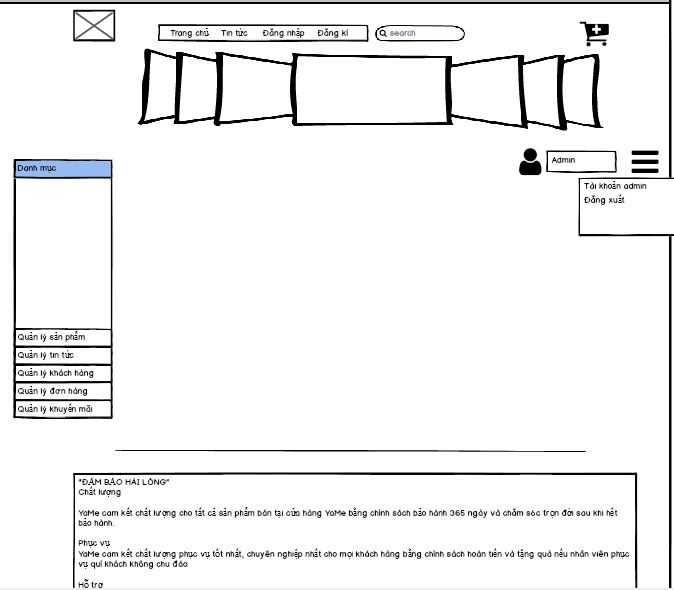 Trang chủ Tin tức Đăng nhập Đăng kí search
Admin
Danh mục
Tài khoản admin
Đăng xuất
Quản lý sản phẩm
Quản lý tin tức
Quản lý khách hàng
Quản lý đơn hàng
Quản lý khuyến mãi
"ĐẢM BẢO HÀI LÒNG"
Chất lượng
YaMe cam kết chất lượng cho tất cả sản phẩm bán tại cửa hàng YaMe bằng chính sách bảo hành 365 ngày và chăm sóc trọn đời sau khi hết
bảo hành.
Phục vụ
YaMe cam kết chất lượng phục vụ tốt nhất, chuyên nghiệp nhất cho mọi khách hàng bằng chính sách hoàn tiền và tặng quà nếu nhân viên phục
vụ quí khách không chu đáo.
Hỗ trợ